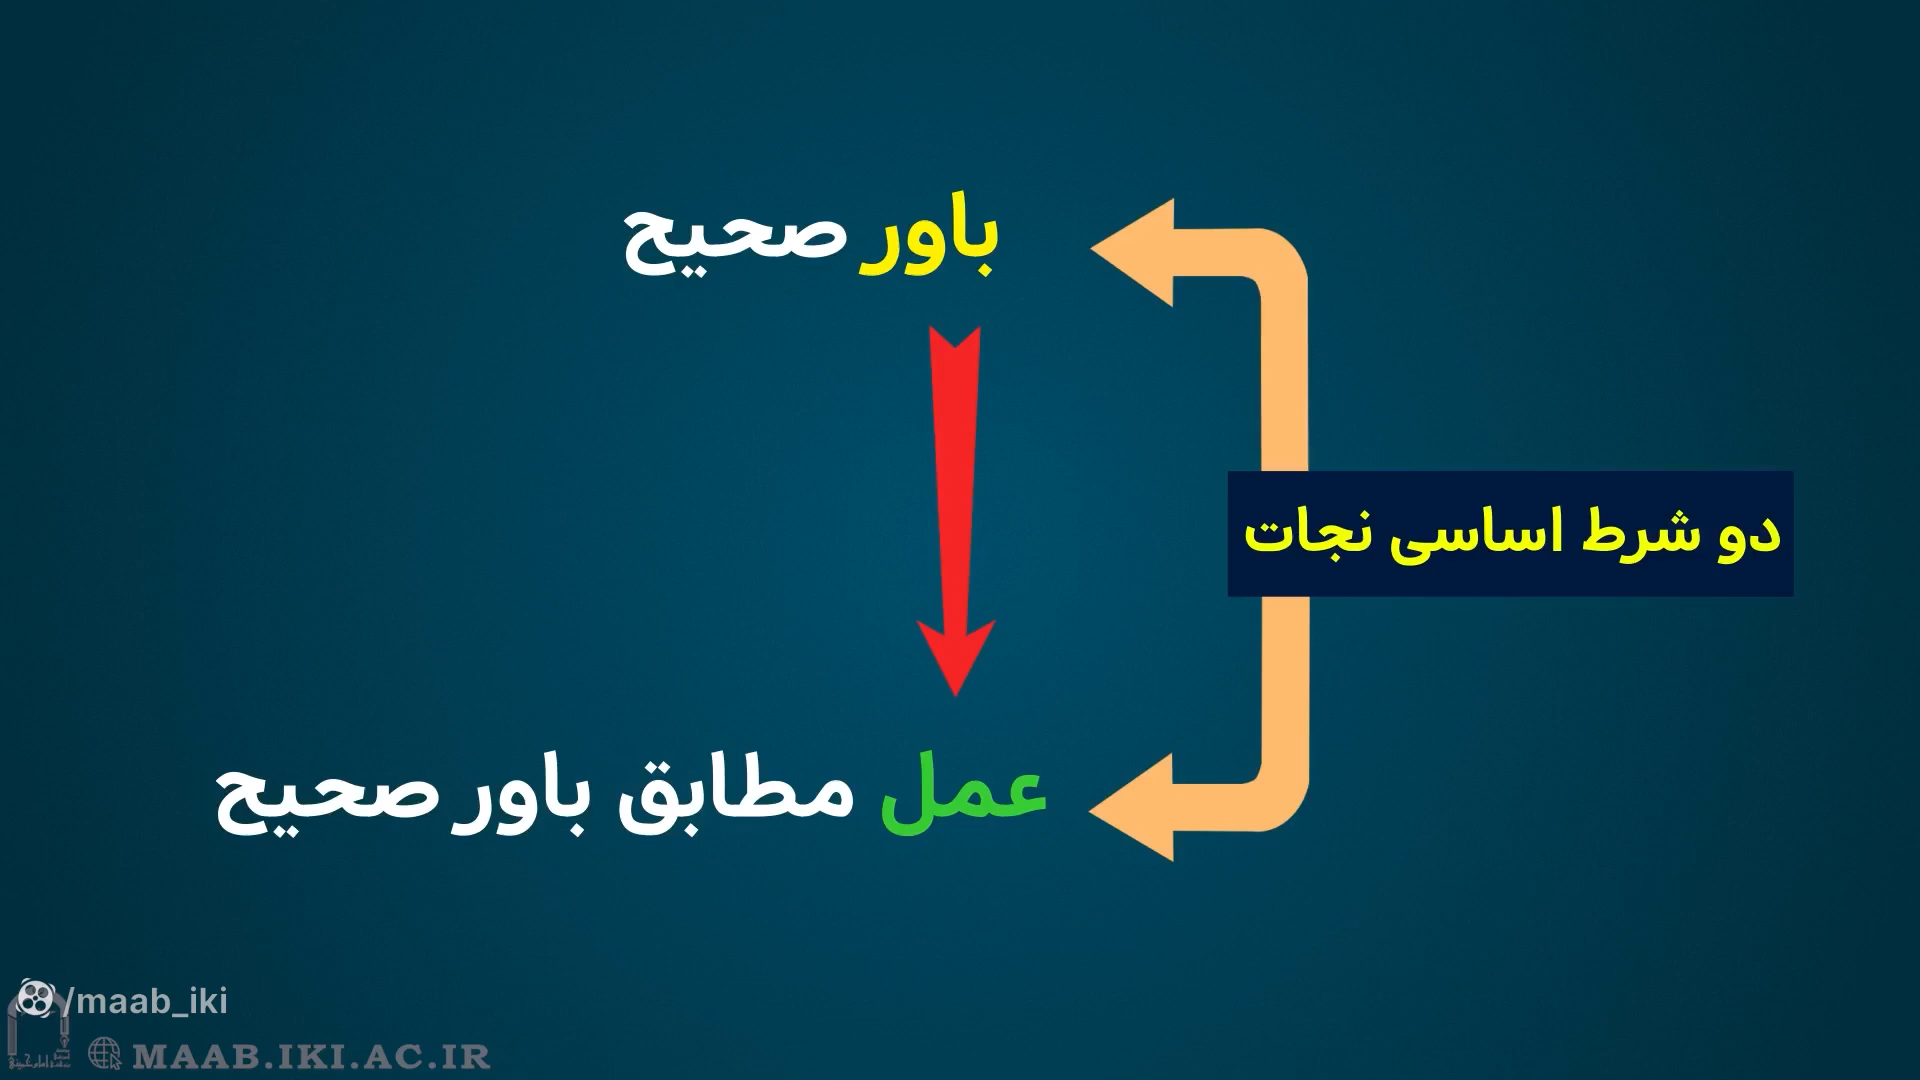 باور صحیح
دو شرط اساسی نجات
عمل مطابق باور صحیح
/maab_iki
MAAB.IKI.AC.IR